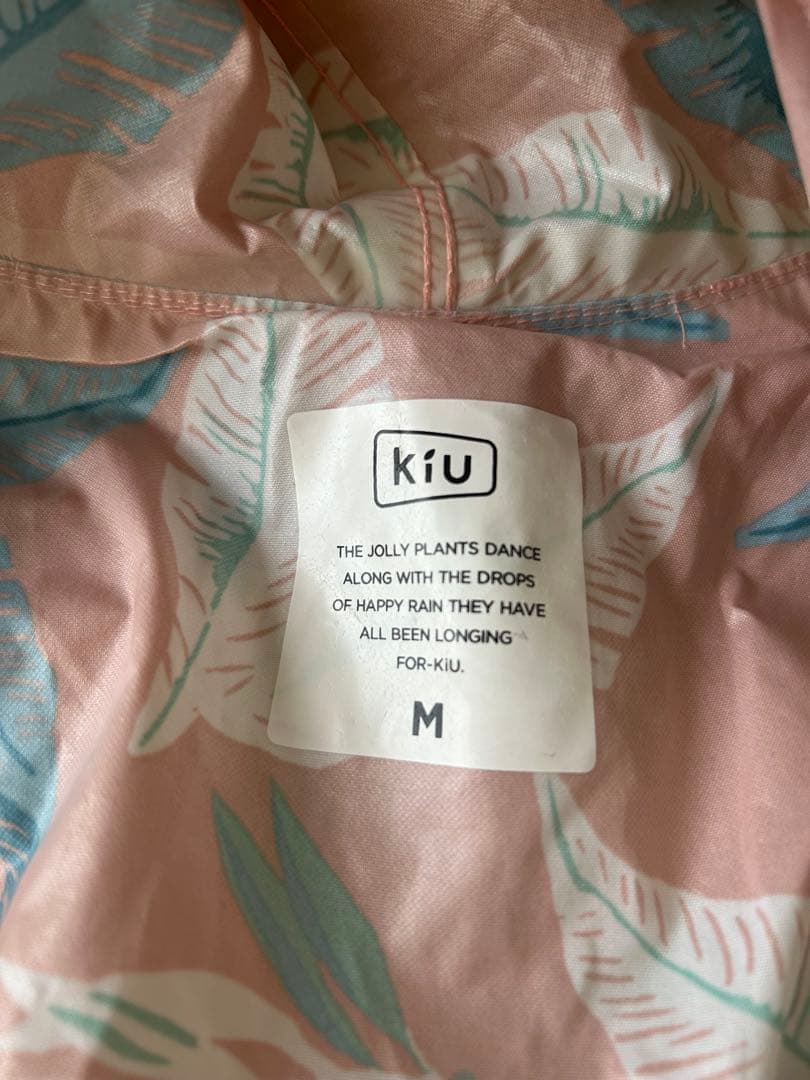 kiu
THE JOLLY PLANTS DANCE
ALONG WITH THE DROPS
OF HAPPY RAIN THEY HAVE
ALL BEEN LONGING
FOR-KiU.
M